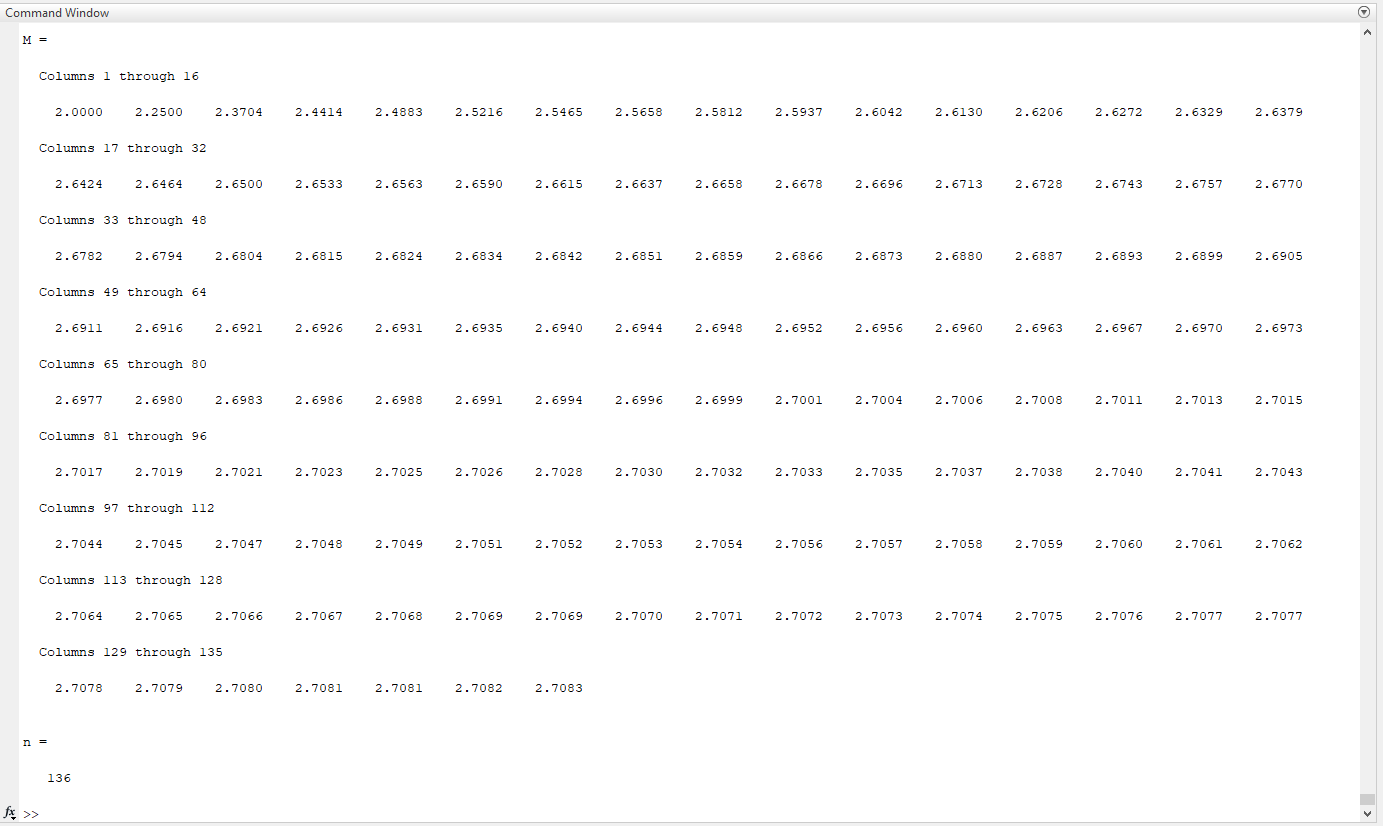 Command Window
M =
Columns 1 through 16
2.0000 2.2500 2.3704 2.4414 2.4883 2.5216 2.5465 2.5658 2.5812 2.5937 2.6042 2.6130 2.6206 2.6272 2.6329 2.6379
Columns 17 through 32
2.6424 2.6464 2.6500 2.6533 2.6563 2.6590 2.6615 2.6637 2.6658 2.6678 2.6696 2.6713 2.6728 2.6743 2.6757 2.6770
Columns 33 through 48
2.6782 2.6794 2.6804 2.6815 2.6824 2.6834 2.6842 2.6851 2.6859 2.6866 2.6873 2.6880 2.6887 2.6893 2.6899 2.6905
Columns 49 through 64
2.6911 2.6916 2.6921 2.6926 2.6931 2.6935 2.6940 2.6944 2.6948 2.6952 2.6956 2.6960 2.6963 2.6967 2.6970 2.6973
Columns 65 through 80
2.6977 2.6980 2.6983 2.6986 2.6988 2.6991 2.6994 2.6996 2.6999 2.7001 2.7004 2.7006 2.7008 2.7011 2.7013 2.7015
Columns 81 through 96
2.7017 2.7019 2.7021 2.7023 2.7025 2.7026 2.7028 2.7030 2.7032 2.7033 2.7035 2.7037 2.7038 2.7040 2.7041 2.7043
Columns 97 through 112
2.7044 2.7045 2.7047 2.7048 2.7049 2.7051 2.7052 2.7053 2.7054 2.7056 2.7057 2.7058 2.7059 2.7060 2.7061 2.7062
Columns 113 through 128
2.7064 2.7065 2.7066 2.7067 2.7068 2.7069 2.7069 2.7070 2.7071 2.7072 2.7073 2.7074 2.7075 2.7076 2.7077 2.7077
Columns 129 through 135
2.7078 2.7079 2.7080 2.7081 2.7081 2.7082 2.7083
n =
136
fx >>